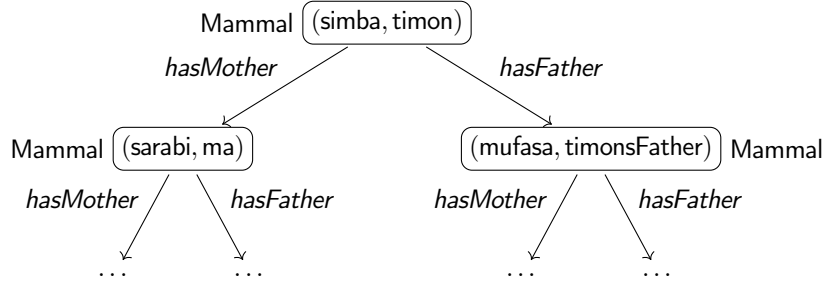 Mammal (simba, timon)
hasMother hasFather
Mammal (sarabi, ma) (mufasa, timonsFather) Mammal
hasMother hasFather hasMother hasFather
... ... ... ...